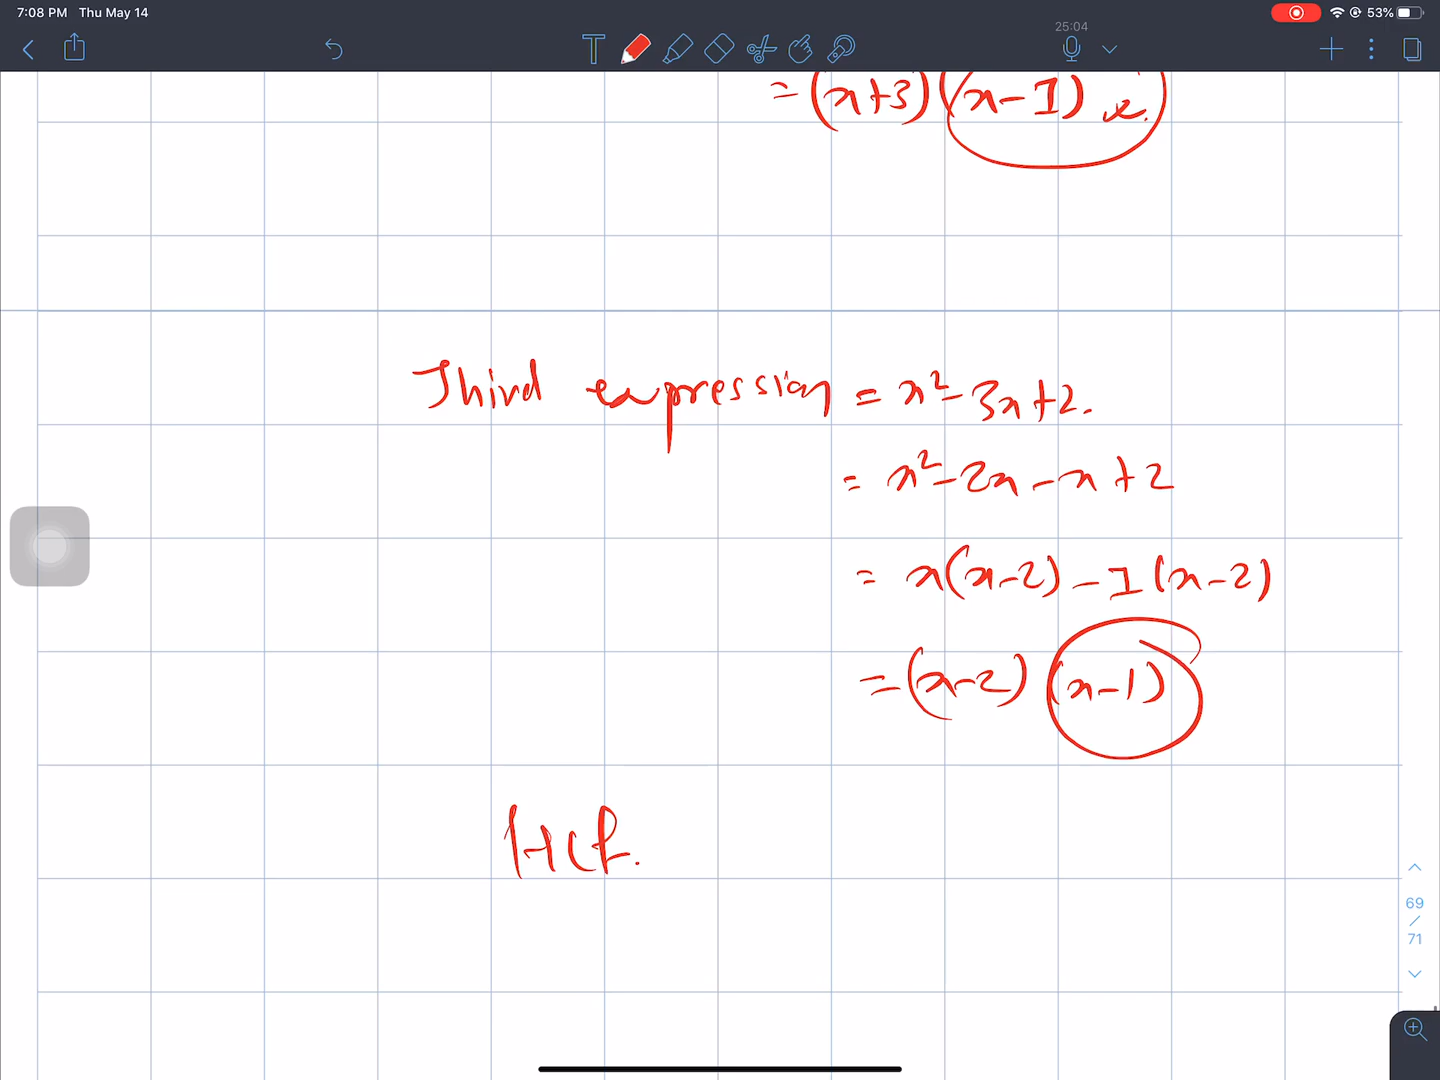 7:08 PM Thu May 14
53%
25:04
T
= (x+3)(x-1)
Third expression = x²-3x+2.
= x²-2x-x+2
= x(x-2)-1(x-2)
= (x-2)(x-1)
Hcf.
69
/
71